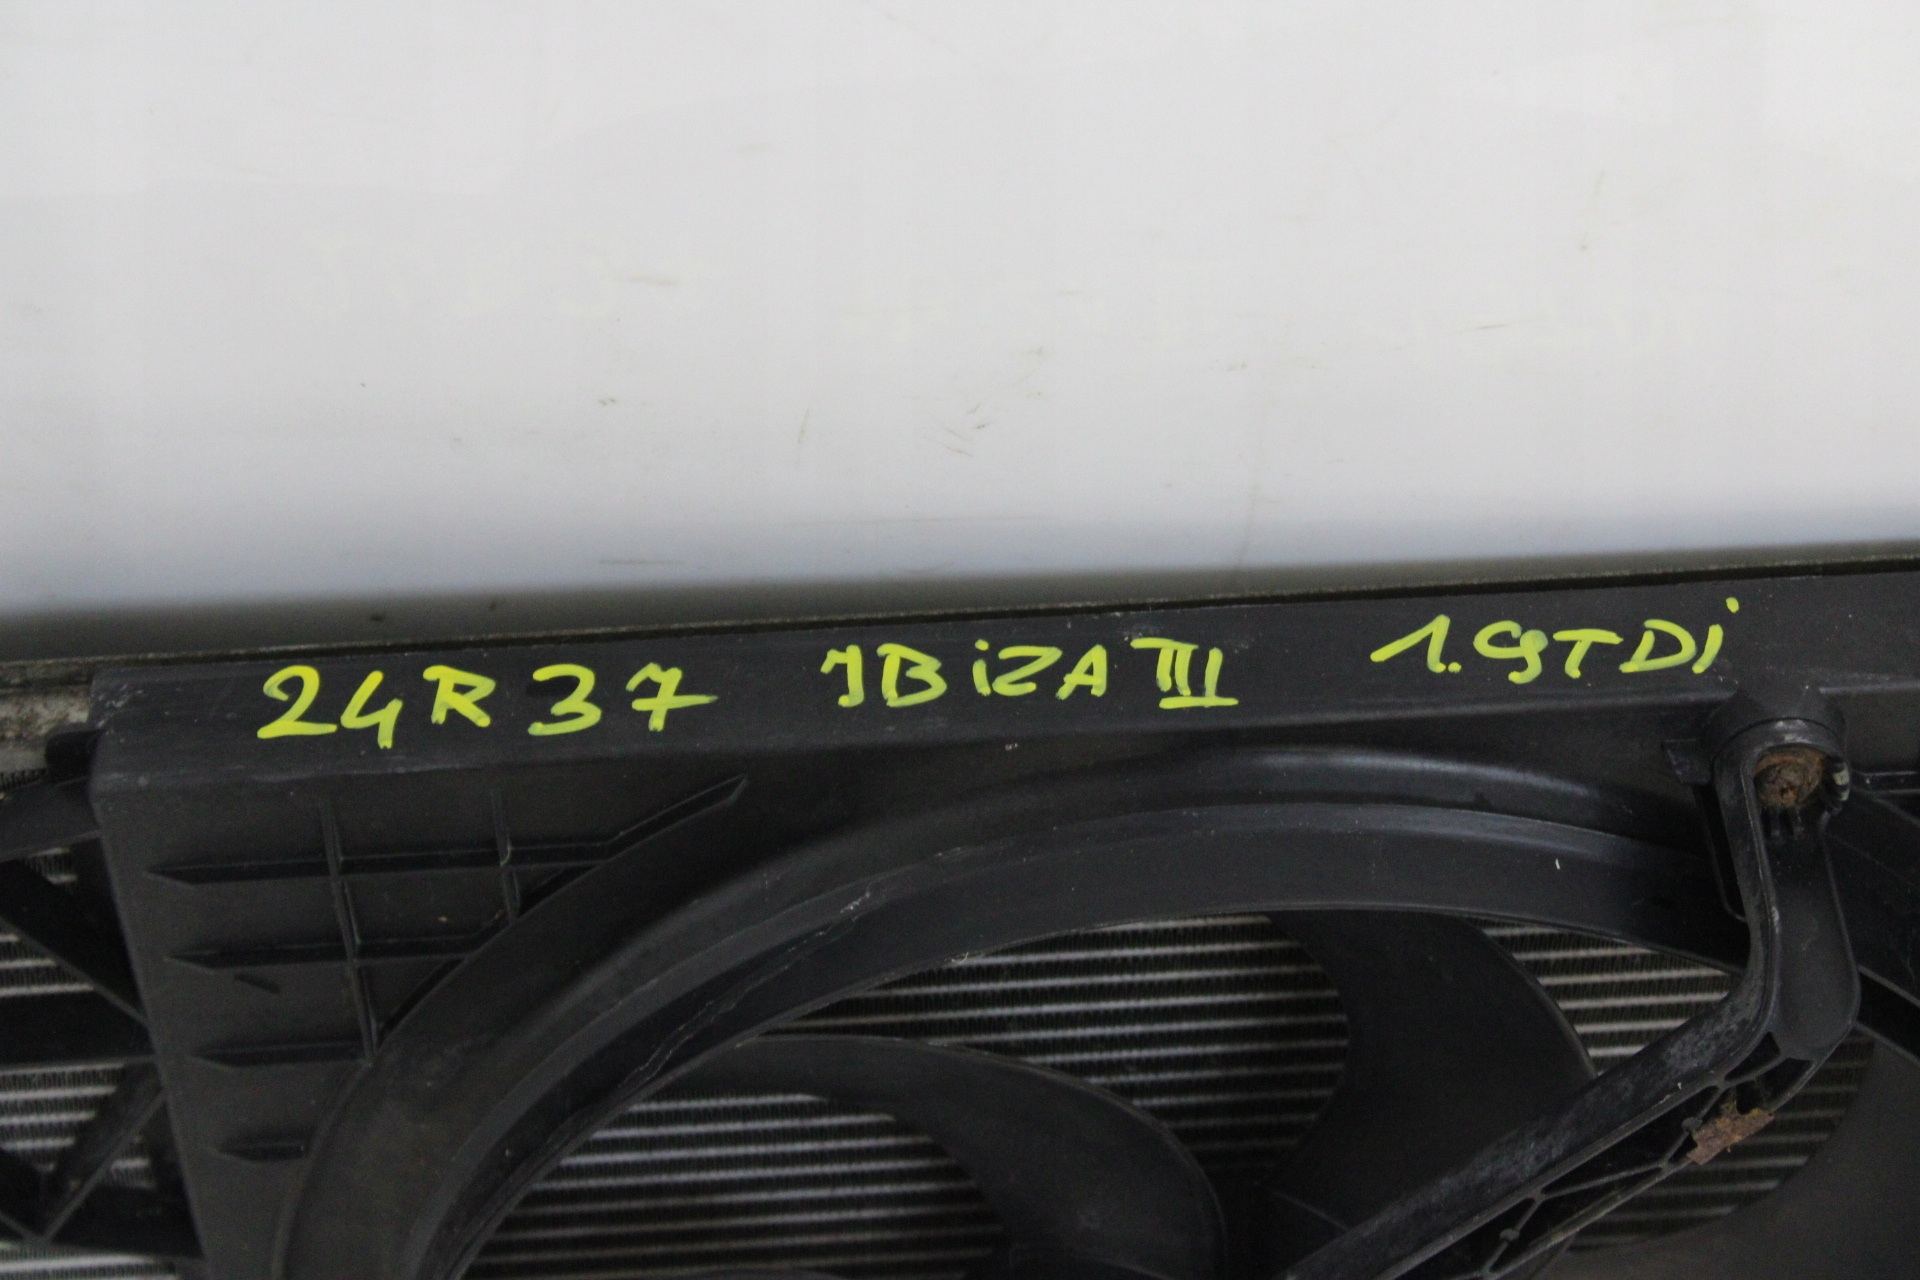 24R37 IBiZA III 1.9TDi